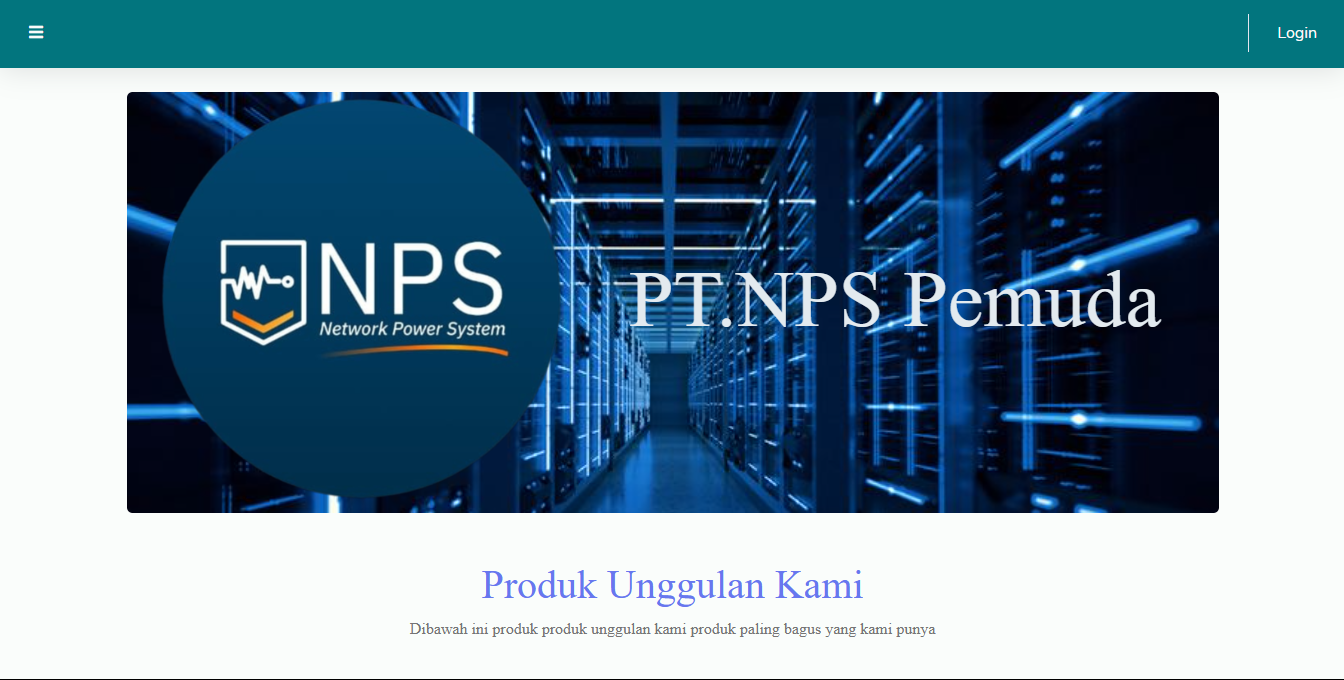 Login
NPS
Network Power System
PT.NPS Pemuda
Produk Unggulan Kami
Dibawah ini produk produk unggulan kami produk paling bagus yang kami punya